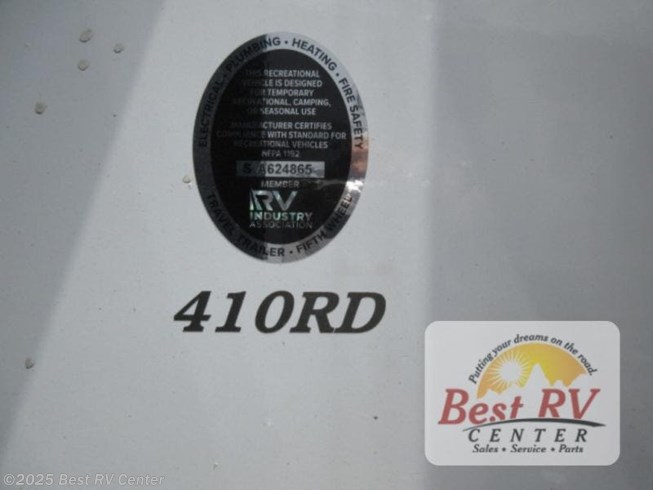 ELECTRICAL • PLUMBING • HEATING • FIRE SAFETY
THIS RECREATIONAL
VEHICLE IS DESIGNED
FOR TEMPORARY
RECREATIONAL, CAMPING,
OR SEASONAL USE
MANUFACTURER CERTIFIES
COMPLIANCE WITH STANDARD FOR
RECREATIONAL VEHICLES
NFPA 1192
A624865
MEMBER
RV
INDUSTRY
ASSOCIATION
TRAVEL TRAILER • FIFTH WHEEL
410RD
Putting your dreams on the road.
Best RV
CENTER
Sales • Service • Parts
©2025 Best RV Center